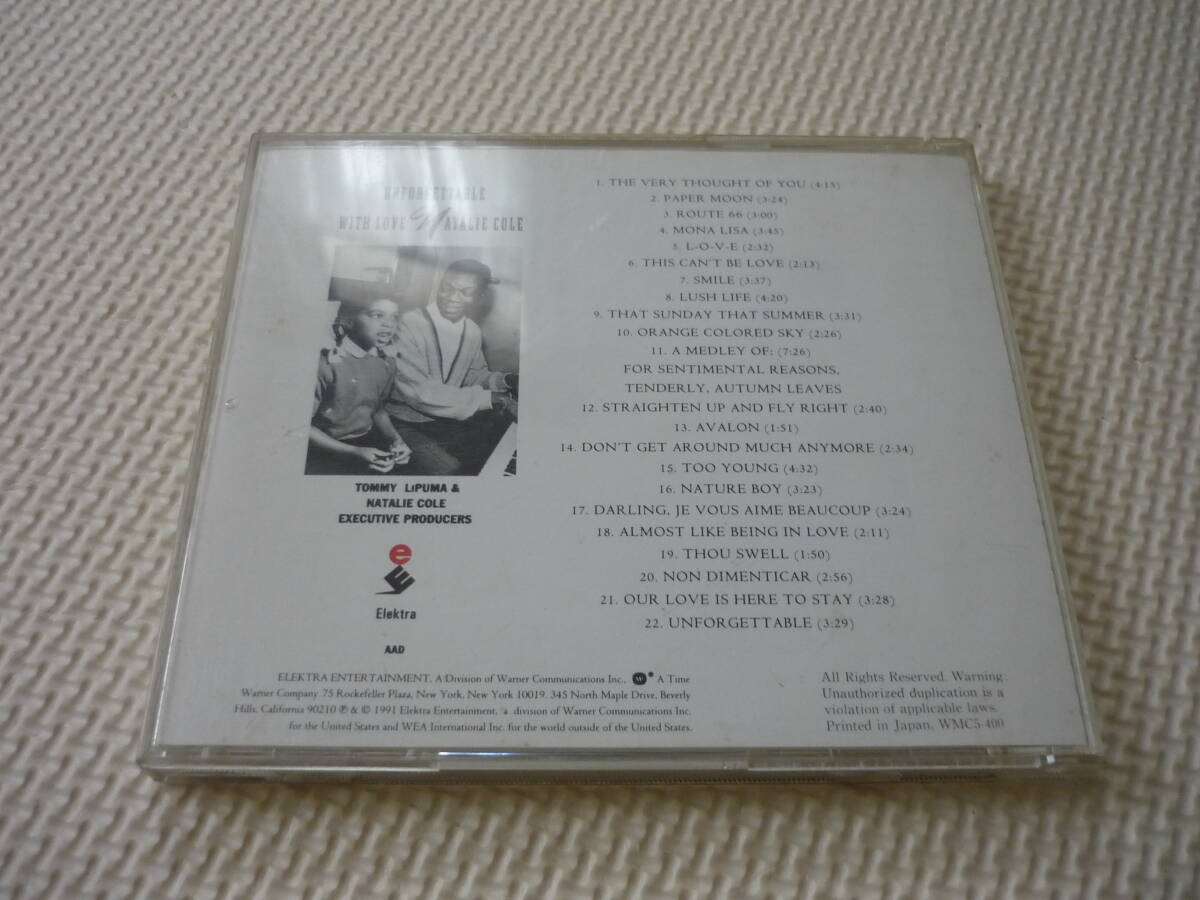 UNFORGETTABLE
WITH LOVE NATALIE COLE
TOMMY LiPUMA &
NATALIE COLE
EXECUTIVE PRODUCERS
e
Elektra
AAD
1. THE VERY THOUGHT OF YOU (4:15)
2. PAPER MOON (3:24)
3. ROUTE 66 (3:00)
4. MONA LISA (3:45)
5. L-O-V-E (2:32)
6. THIS CAN'T BE LOVE (2:13)
7. SMILE (3:37)
8. LUSH LIFE (4:20)
9. THAT SUNDAY THAT SUMMER (3:31)
10. ORANGE COLORED SKY (2:26)
11. A MEDLEY OF: (7:26)
FOR SENTIMENTAL REASONS,
TENDERLY, AUTUMN LEAVES
12. STRAIGHTEN UP AND FLY RIGHT (2:40)
13. AVALON (1:51)
14. DON'T GET AROUND MUCH ANYMORE (2:34)
15. TOO YOUNG (4:32)
16. NATURE BOY (3:23)
17. DARLING, JE VOUS AIME BEAUCOUP (3:24)
18. ALMOST LIKE BEING IN LOVE (2:11)
19. THOU SWELL (1:50)
20. NON DIMENTICAR (2:56)
21. OUR LOVE IS HERE TO STAY (3:28)
22. UNFORGETTABLE (3:29)
ELEKTRA ENTERTAINMENT, A Division of Warner Communications Inc., A Time
Warner Company 75 Rockefeller Plaza, New York, New York 10019. 345 North Maple Drive, Beverly
Hills, California 90210 ℗ & © 1991 Elektra Entertainment, a division of Warner Communications Inc.
for the United States and WEA International Inc. for the world outside of the United States.
All Rights Reserved. Warning:
Unauthorized duplication is a
violation of applicable laws.
Printed in Japan. WMC5-400